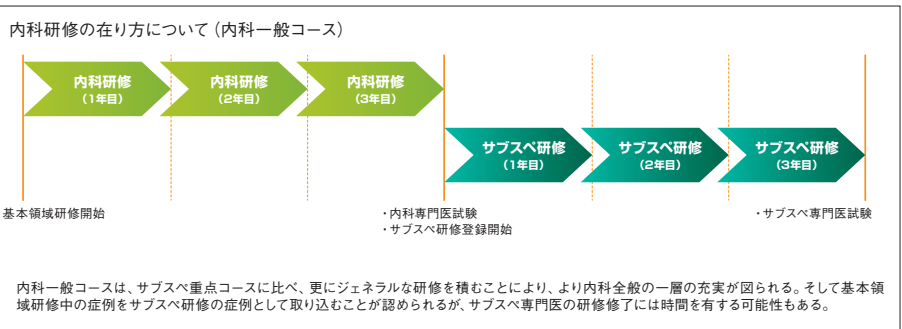 内科研修の在り方について（内科一般コース）
内科研修
（1年目）
内科研修
（2年目）
内科研修
（3年目）
サブスペ研修
（1年目）
サブスペ研修
（2年目）
サブスペ研修
（3年目）
基本領域研修開始
・内科専門医試験
・サブスペ研修登録開始
・サブスペ専門医試験
内科一般コースは、サブスペ重点コースに比べ、更にジェネラルな研修を積むことにより、より内科全般の一層の充実が図られる。そして基本領
域研修中の症例をサブスペ研修の症例として取り込むことが認められるが、サブスペ専門医の研修修了には時間を有する可能性もある。